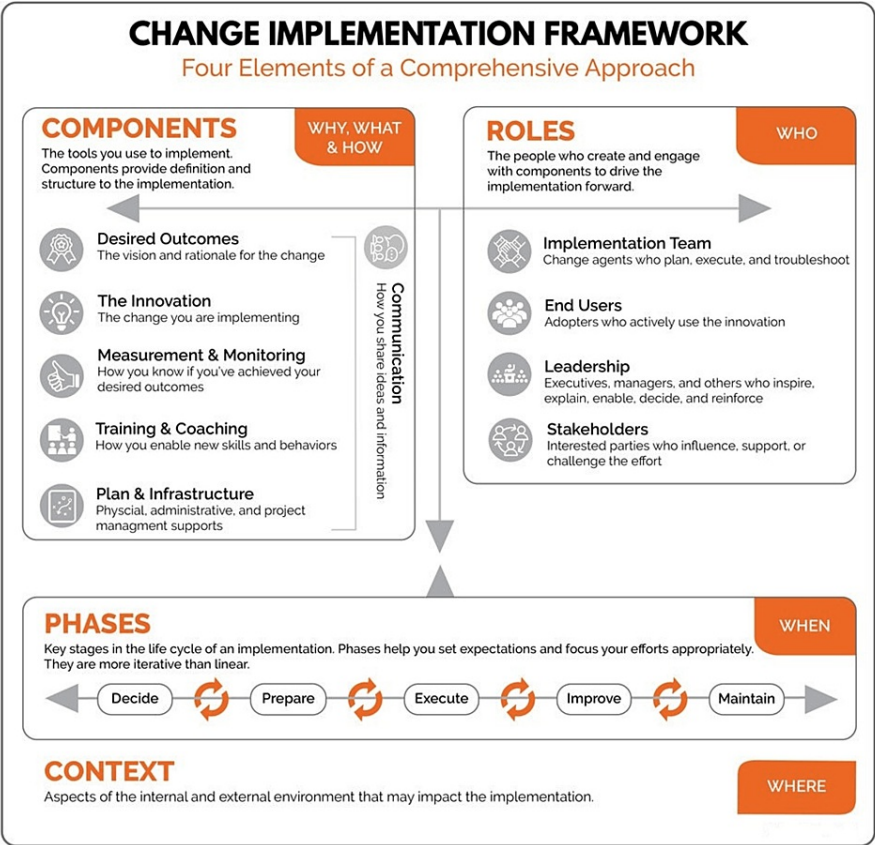 CHANGE IMPLEMENTATION FRAMEWORK
Four Elements of a Comprehensive Approach
COMPONENTS
WHY, WHAT
& HOW
The tools you use to implement.
Components provide definition and
structure to the implementation.
Desired Outcomes
The vision and rationale for the change
The Innovation
The change you are implementing
Measurement & Monitoring
How you know if you've achieved your
desired outcomes
Training & Coaching
How you enable new skills and behaviors
Plan & Infrastructure
Physcial, administrative, and project
managment supports
Communication
How you share ideas and information
ROLES
WHO
The people who create and engage
with components to drive the
implementation forward.
Implementation Team
Change agents who plan, execute, and troubleshoot
End Users
Adopters who actively use the innovation
Leadership
Executives, managers, and others who inspire,
explain, enable, decide, and reinforce
Stakeholders
Interested parties who influence, support, or
challenge the effort
PHASES
WHEN
Key stages in the life cycle of an implementation. Phases help you set expectations and focus your efforts appropriately.
They are more iterative than linear.
Decide
Prepare
Execute
Improve
Maintain
CONTEXT
WHERE
Aspects of the internal and external environment that may impact the implementation.